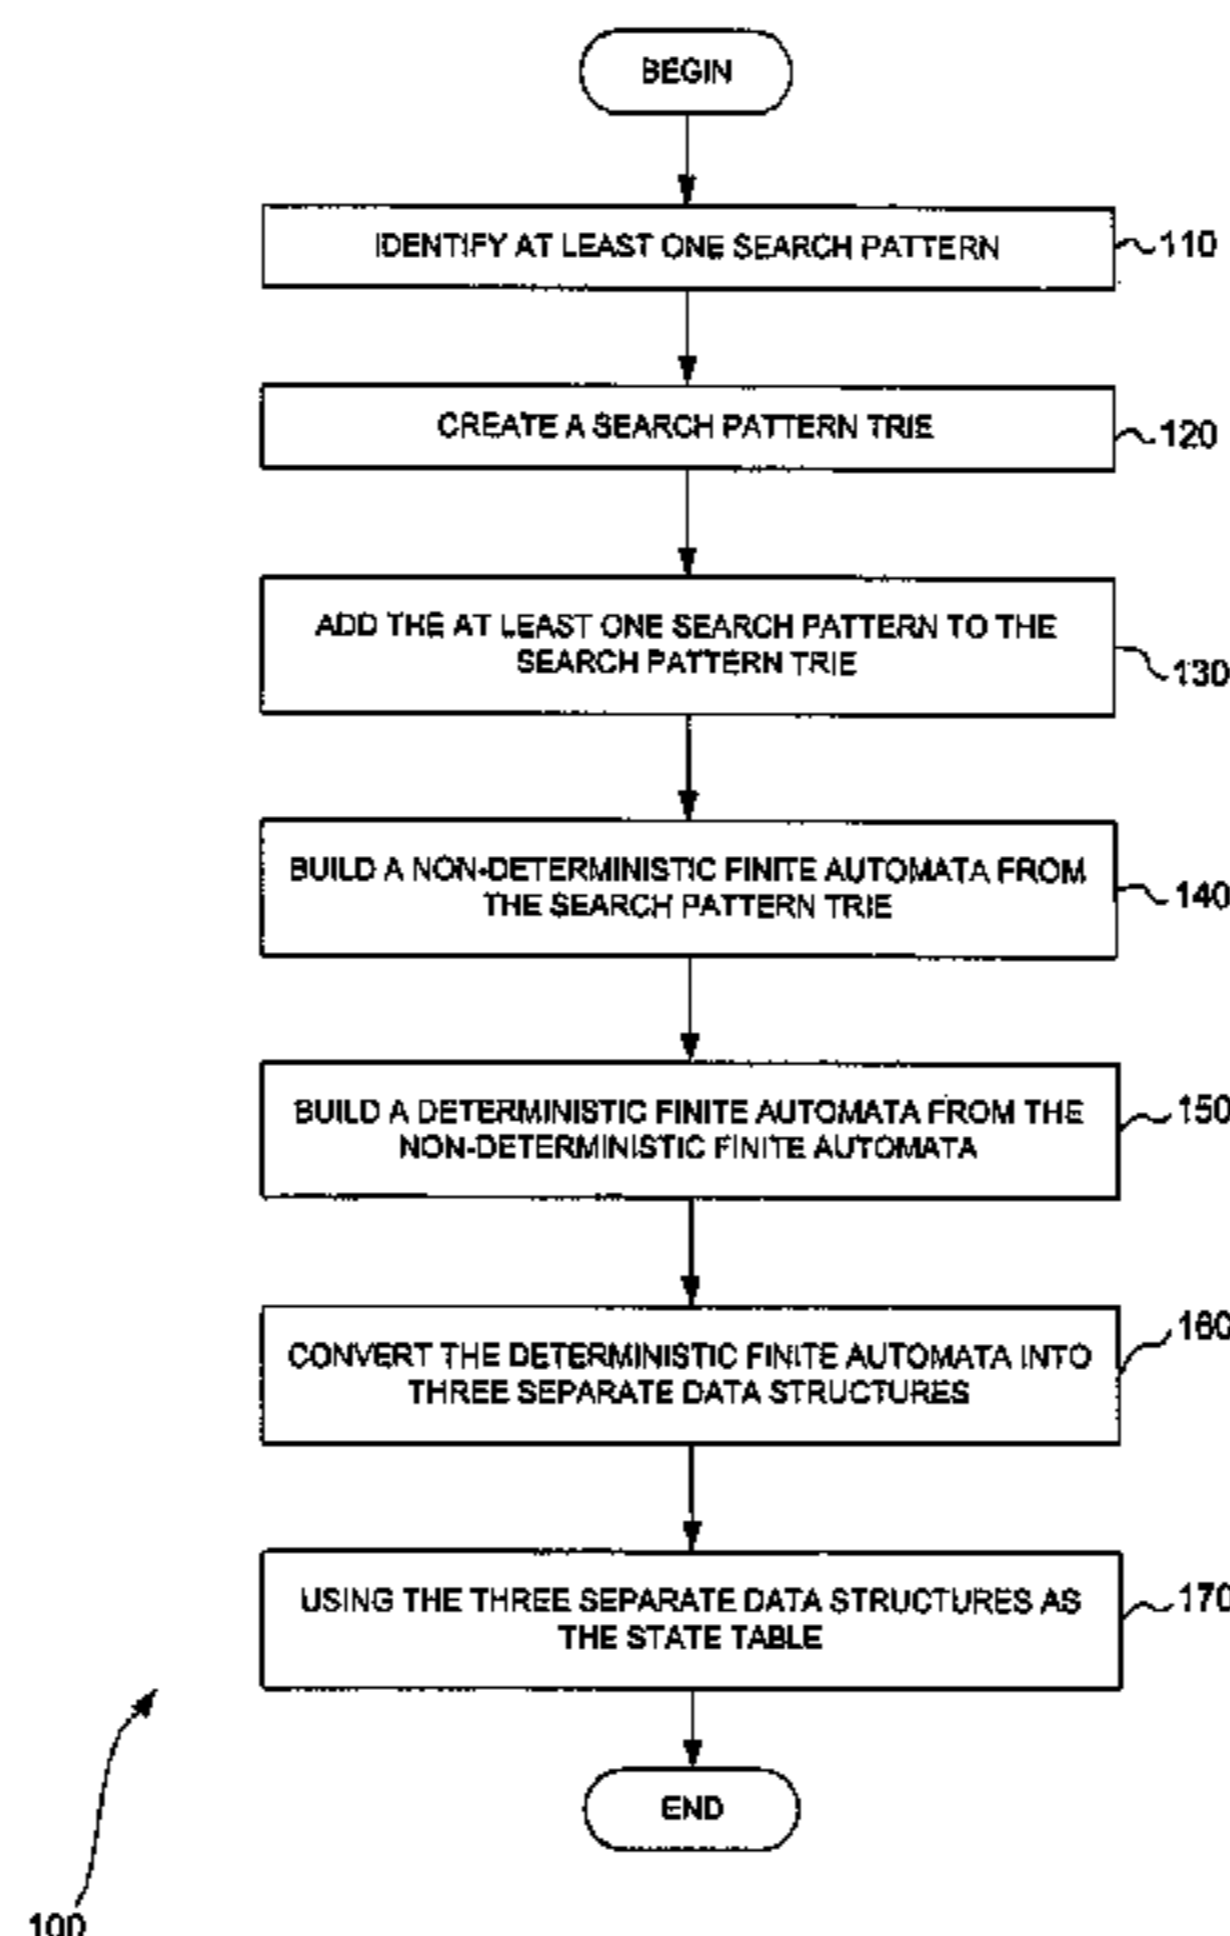 BEGIN
IDENTIFY AT LEAST ONE SEARCH PATTERN
110
CREATE A SEARCH PATTERN TRIE
120
ADD THE AT LEAST ONE SEARCH PATTERN TO THE
SEARCH PATTERN TRIE
130
BUILD A NON-DETERMINISTIC FINITE AUTOMATA FROM
THE SEARCH PATTERN TRIE
140
BUILD A DETERMINISTIC FINITE AUTOMATA FROM THE
NON-DETERMINISTIC FINITE AUTOMATA
150
CONVERT THE DETERMINISTIC FINITE AUTOMATA INTO
THREE SEPARATE DATA STRUCTURES
160
USING THE THREE SEPARATE DATA STRUCTURES AS
THE STATE TABLE
170
END
100